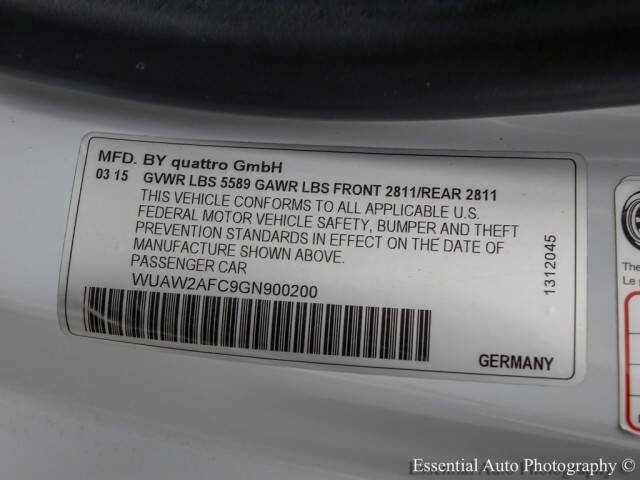 MFD. BY quattro GmbH
03 15 GVWR LBS 5589 GAWR LBS FRONT 2811/REAR 2811
THIS VEHICLE CONFORMS TO ALL APPLICABLE U.S.
FEDERAL MOTOR VEHICLE SAFETY, BUMPER AND THEFT
PREVENTION STANDARDS IN EFFECT ON THE DATE OF
MANUFACTURE SHOWN ABOVE.
PASSENGER CAR
WUAW2AFC9GN900200
GERMANY
1312045
The
Le
Essential Auto Photography ©